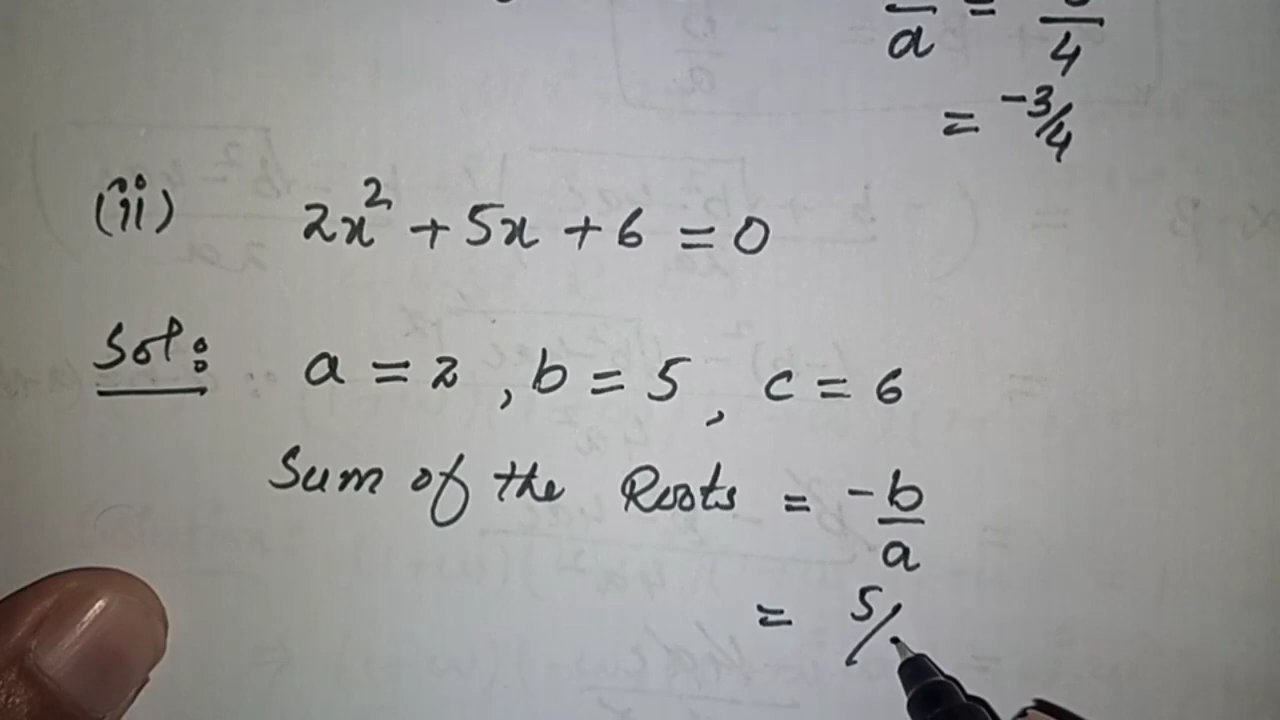 a = 4
= -3/4
(ii) 2x² + 5x + 6 = 0
Sol: a = 2, b = 5, c = 6
Sum of the Roots = -b/a
= 5/